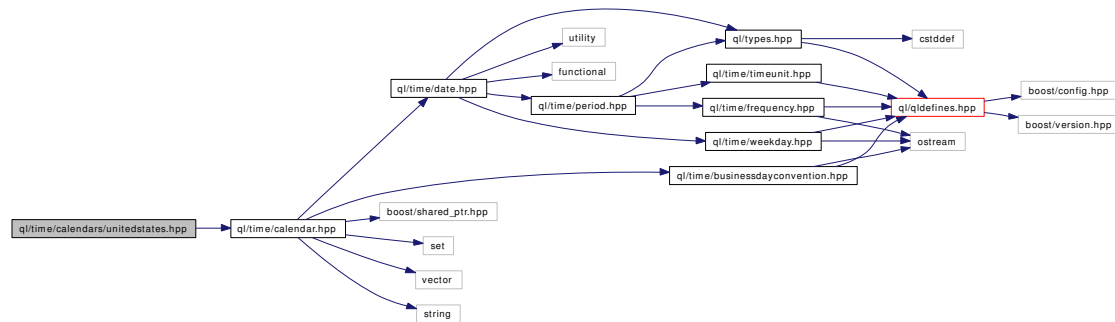 utility
ql/types.hpp
cstddef
functional
ql/time/date.hpp
ql/time/timeunit.hpp
boost/config.hpp
ql/time/period.hpp
ql/time/frequency.hpp
ql/qldefines.hpp
boost/version.hpp
ql/time/weekday.hpp
ostream
ql/time/businessdayconvention.hpp
boost/shared_ptr.hpp
ql/time/calendars/unitedstates.hpp
ql/time/calendar.hpp
set
vector
string